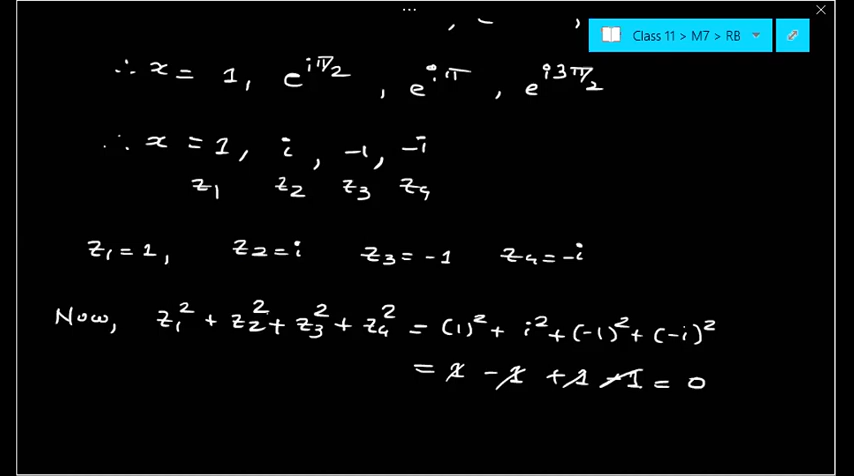 Class 11 > M7 > RB
∴ x = 1, e^{iπ/2}, e^{iπ}, e^{i3π/2}
∴ x = 1, i, -1, -i
z₁ z₂ z₃ z₄
z₁ = 1, z₂ = i z₃ = -1 z₄ = -i
Now, z₁² + z₂² + z₃² + z₄² = (1)² + i² + (-1)² + (-i)²
= 1 - 1 + 1 - 1 = 0